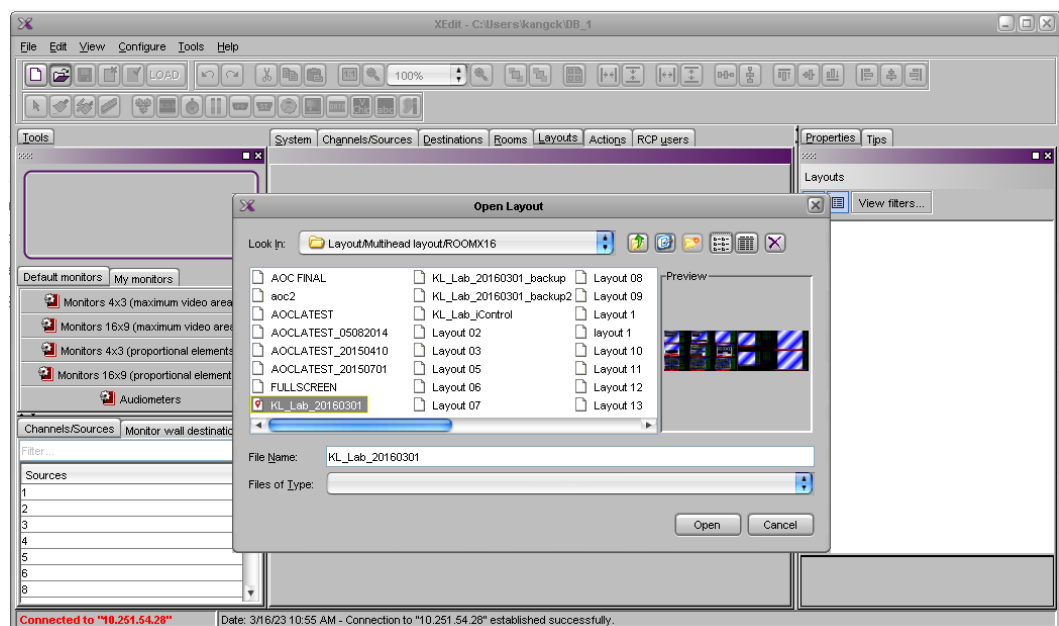 XEdit - C:\Users\kangck\DB_1
File Edit View Configure Tools Help
LOAD 100%
Tools
System Channels/Sources Destinations Rooms Layouts Actions RCP users
Properties Tips
Layouts
View filters...
Open Layout
Look In: Layout/Multihead layout/ROOMX16
AOC FINAL
aoc2
AOCLATEST
AOCLATEST_05082014
AOCLATEST_20150410
AOCLATEST_20150701
FULLSCREEN
KL_Lab_20160301
KL_Lab_20160301_backup
KL_Lab_20160301_backup2
KL_Lab_iControl
Layout 02
Layout 03
Layout 05
Layout 06
Layout 07
Layout 08
Layout 09
Layout 1
layout 1
Layout 10
Layout 11
Layout 12
Layout 13
Preview
File Name: KL_Lab_20160301
Files of Type:
Open Cancel
Default monitors My monitors
Monitors 4x3 (maximum video area
Monitors 16x9 (maximum video area
Monitors 4x3 (proportional elements
Monitors 16x9 (proportional element
Audiometers
Channels/Sources Monitor wall destinatio
Filter...
Sources
1
2
3
4
5
6
8
Connected to "10.251.54.28" Date: 3/16/23 10:55 AM - Connection to "10.251.54.28" established successfully.